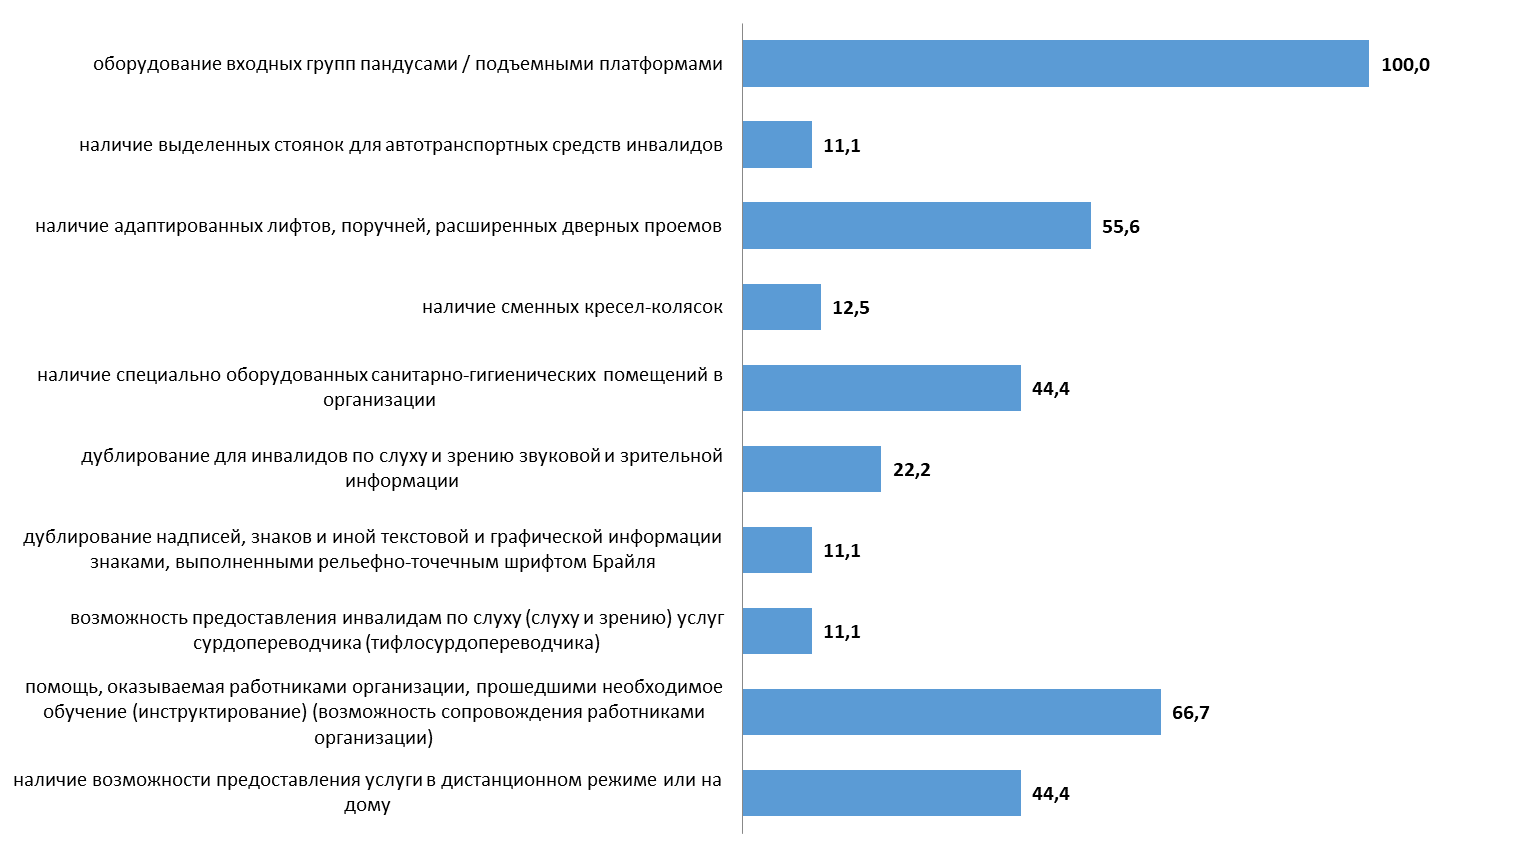 оборудование входных групп пандусами / подъемными платформами
100,0
наличие выделенных стоянок для автотранспортных средств инвалидов
11,1
наличие адаптированных лифтов, поручней, расширенных дверных проемов
55,6
наличие сменных кресел-колясок
12,5
наличие специально оборудованных санитарно-гигиенических помещений в
организации
44,4
дублирование для инвалидов по слуху и зрению звуковой и зрительной
информации
22,2
дублирование надписей, знаков и иной текстовой и графической информации
знаками, выполненными рельефно-точечным шрифтом Брайля
11,1
возможность предоставления инвалидам по слуху (слуху и зрению) услуг
сурдопереводчика (тифлосурдопереводчика)
11,1
помощь, оказываемая работниками организации, прошедшими необходимое
обучение (инструктирование) (возможность сопровождения работниками
организации)
66,7
наличие возможности предоставления услуги в дистанционном режиме или на
дому
44,4